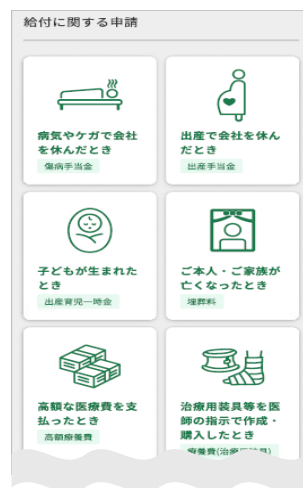 給付に関する申請
病気やケガで会社
を休んだとき
傷病手当金
出産で会社を休ん
だとき
出産手当金
子どもが生まれた
とき
出産育児一時金
ご本人・ご家族が
亡くなったとき
埋葬料
高額な医療費を支
払ったとき
高額療養費
治療用装具等を医
師の指示で作成・
購入したとき
療養費(治療